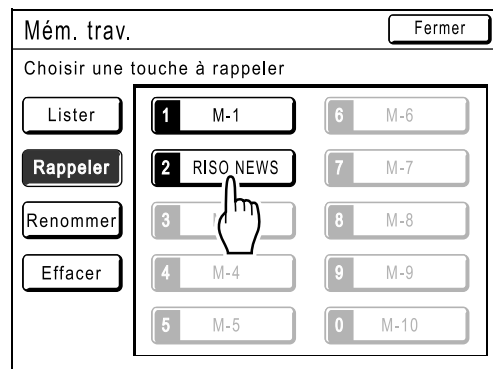 Mém. trav. Fermer
Choisir une touche à rappeler
Lister 1 M-1 6 M-6
Rappeler 2 RISO NEWS 7 M-7
Renommer 3 8 M-8
Effacer 4 M-4 9 M-9
5 M-5 0 M-10